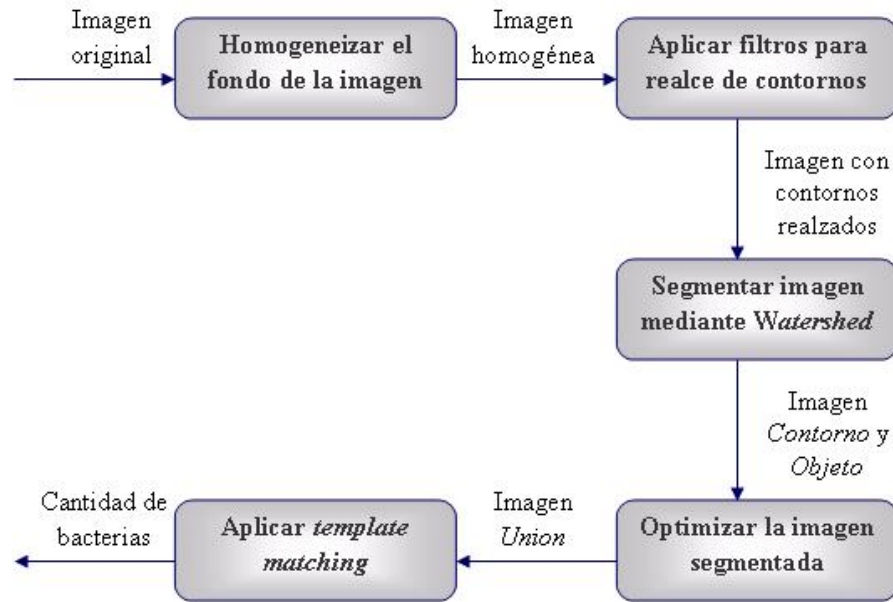 Imagen
original
Homogeneizar el
fondo de la imagen
Imagen
homogénea
Aplicar filtros para
realce de contornos
Imagen con
contornos
realzados
Segmentar imagen
mediante Watershed
Imagen
Contorno y
Objeto
Optimizar la imagen
segmentada
Imagen
Union
Aplicar template
matching
Cantidad de
bacterias